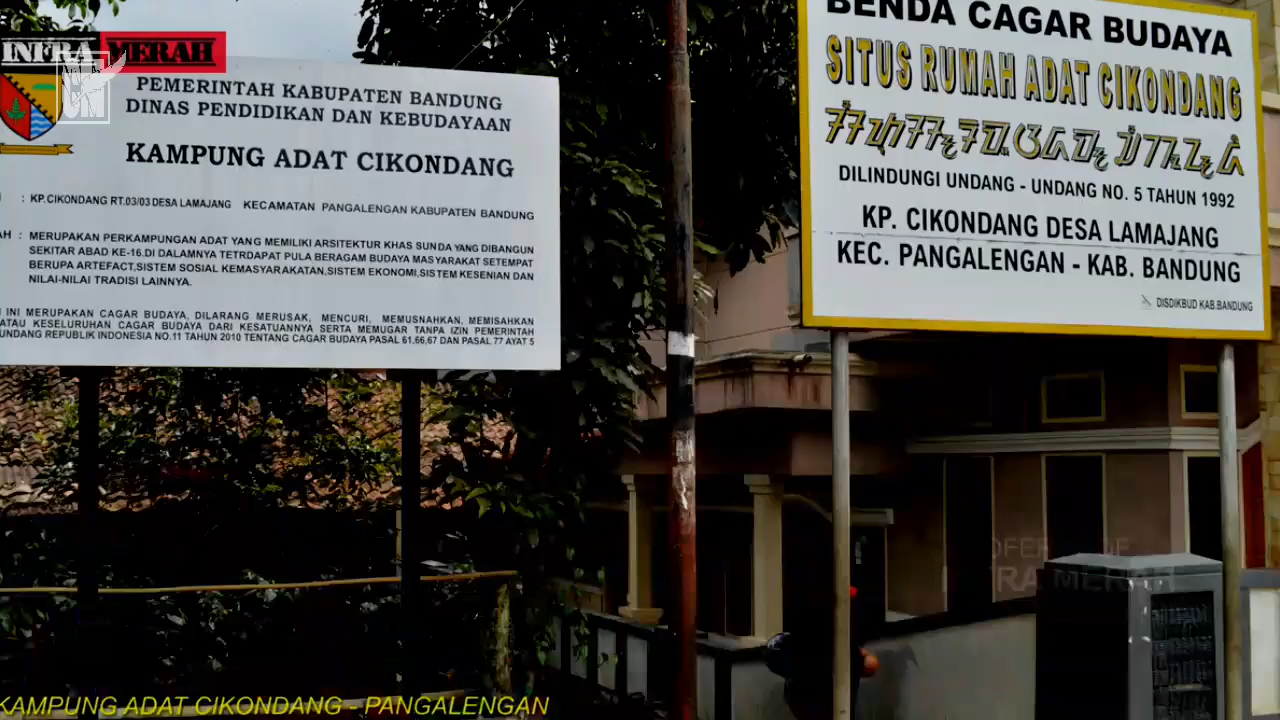 INFRA MERAH
PEMERINTAH KABUPATEN BANDUNG
DINAS PENDIDIKAN DAN KEBUDAYAAN
KAMPUNG ADAT CIKONDANG
: KP.CIKONDANG RT.03/03 DESA LAMAJANG KECAMATAN PANGALENGAN KABUPATEN BANDUNG
AH : MERUPAKAN PERKAMPUNGAN ADAT YANG MEMILIKI ARSITEKTUR KHAS SUNDA YANG DIBANGUN
SEKITAR ABAD KE-16.DI DALAMNYA TETRDAPAT PULA BERAGAM BUDAYA MASYARAKAT SETEMPAT
BERUPA ARTEFACT,SISTEM SOSIAL KEMASYARAKATAN,SISTEM EKONOMI,SISTEM KESENIAN DAN
NILAI-NILAI TRADISI LAINNYA.
INI MERUPAKAN CAGAR BUDAYA, DILARANG MERUSAK, MENCURI, MEMUSNAHKAN, MEMISAHKAN
ATAU KESELURUHAN CAGAR BUDAYA DARI KESATUANNYA SERTA MEMUGAR TANPA IZIN PEMERINTAH
UNDANG REPUBLIK INDONESIA NO.11 TAHUN 2010 TENTANG CAGAR BUDAYA PASAL 61,66,67 DAN PASAL 77 AYAT 5
BENDA CAGAR BUDAYA
SITUS RUMAH ADAT CIKONDANG
DILINDUNGI UNDANG - UNDANG NO. 5 TAHUN 1992
KP. CIKONDANG DESA LAMAJANG
KEC. PANGALENGAN - KAB. BANDUNG
DISDIKBUD KAB.BANDUNG
KAMPUNG ADAT CIKONDANG - PANGALENGAN